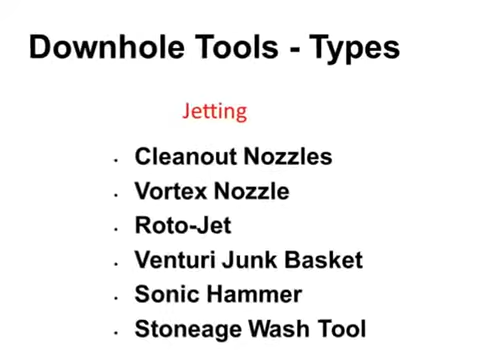 Downhole Tools - Types
Jetting
· Cleanout Nozzles
· Vortex Nozzle
· Roto-Jet
· Venturi Junk Basket
· Sonic Hammer
· Stoneage Wash Tool